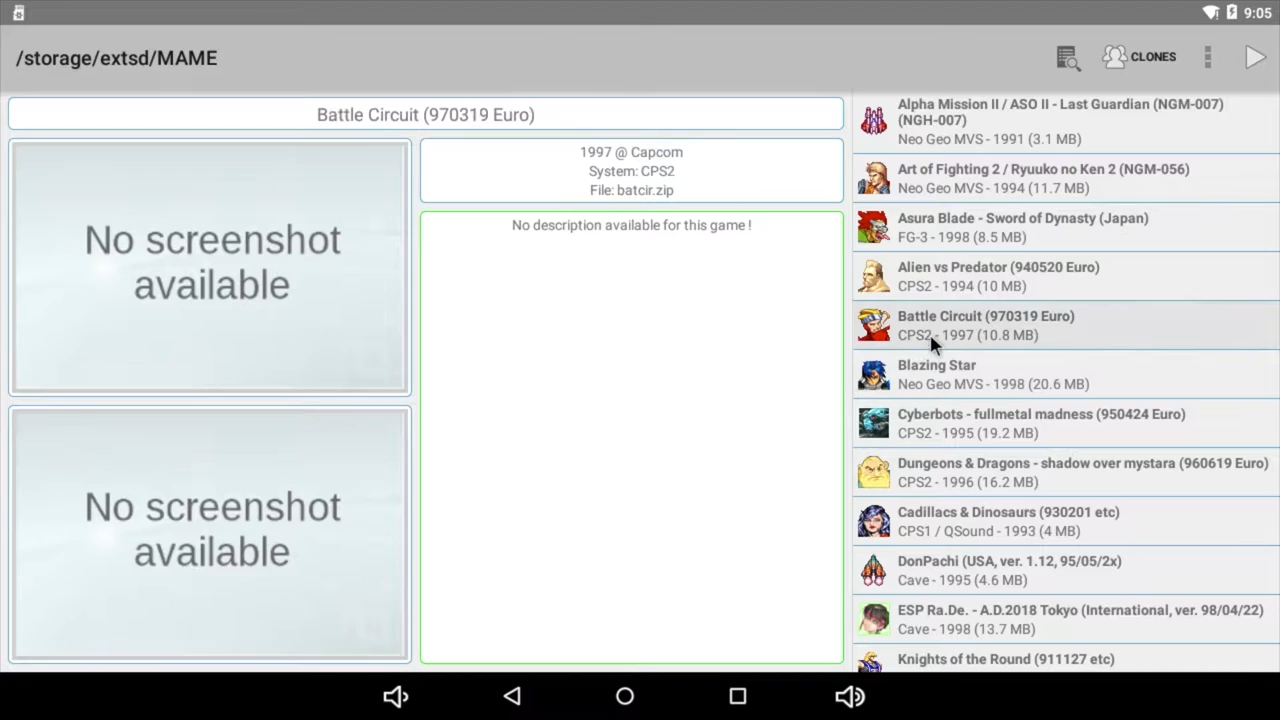 9:05
/storage/extsd/MAME
CLONES
Battle Circuit (970319 Euro)
No screenshot
available
No screenshot
available
1997 @ Capcom
System: CPS2
File: batcir.zip
No description available for this game !
Alpha Mission II / ASO II - Last Guardian (NGM-007)
(NGH-007)
Neo Geo MVS - 1991 (3.1 MB)
Art of Fighting 2 / Ryuuko no Ken 2 (NGM-056)
Neo Geo MVS - 1994 (11.7 MB)
Asura Blade - Sword of Dynasty (Japan)
FG-3 - 1998 (8.5 MB)
Alien vs Predator (940520 Euro)
CPS2 - 1994 (10 MB)
Battle Circuit (970319 Euro)
CPS2 - 1997 (10.8 MB)
Blazing Star
Neo Geo MVS - 1998 (20.6 MB)
Cyberbots - fullmetal madness (950424 Euro)
CPS2 - 1995 (19.2 MB)
Dungeons & Dragons - shadow over mystara (960619 Euro)
CPS2 - 1996 (16.2 MB)
Cadillacs & Dinosaurs (930201 etc)
CPS1 / QSound - 1993 (4 MB)
DonPachi (USA, ver. 1.12, 95/05/2x)
Cave - 1995 (4.6 MB)
ESP Ra.De. - A.D.2018 Tokyo (International, ver. 98/04/22)
Cave - 1998 (13.7 MB)
Knights of the Round (911127 etc)